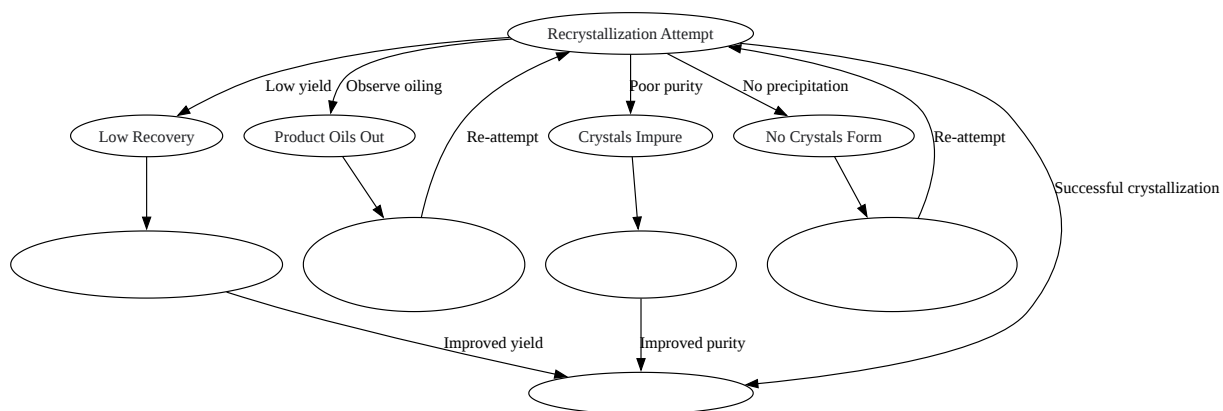 Recrystallization Attempt
Low yield
Observe oiling
Poor purity
No precipitation
Low Recovery
Product Oils Out
Re-attempt
Crystals Impure
No Crystals Form
Re-attempt
Successful crystallization
Improved yield
Improved purity